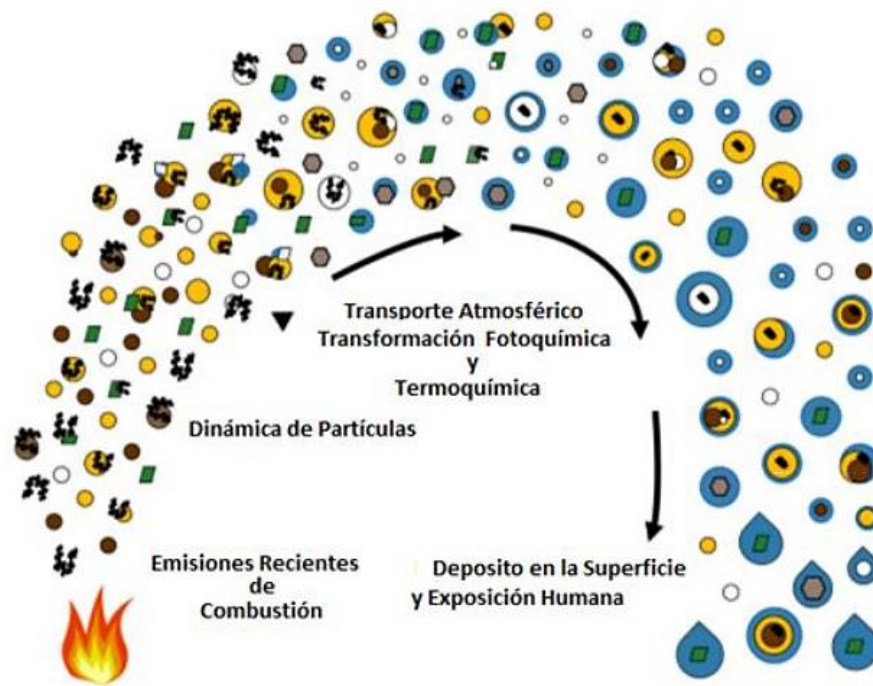 Transporte Atmosférico
Transformación Fotoquímica
y
Termoquímica
Dinámica de Partículas
Emisiones Recientes
de
Combustión
Deposito en la Superficie
y Exposición Humana